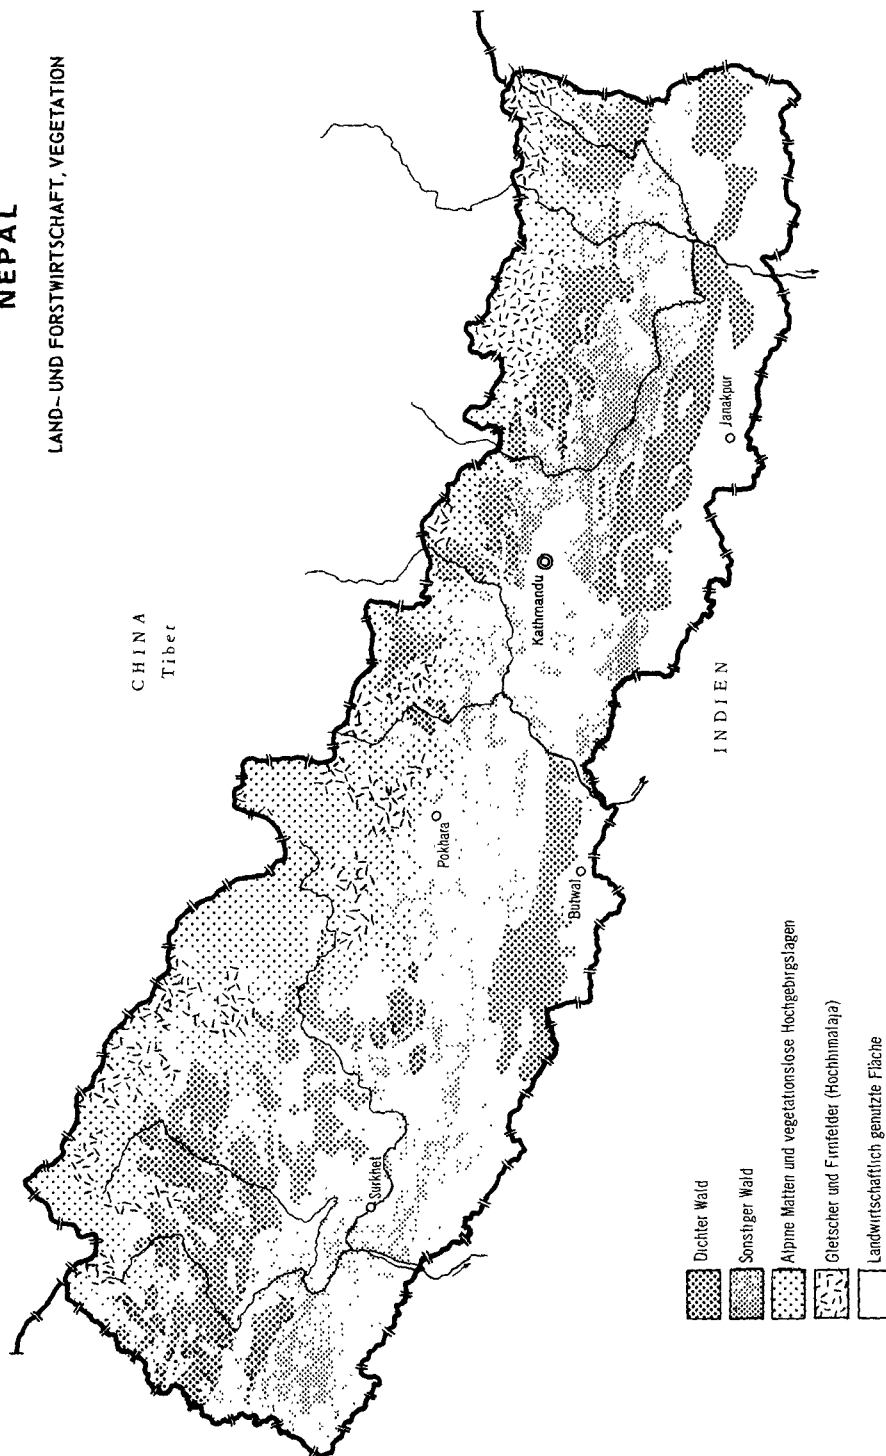 NEPAL
LAND- UND FORSTWIRTSCHAFT, VEGETATION
CHINA
Tibet
Kathmandu
Janakpur
Pokhara
Butwal
Surkhet
INDIEN
Dichter Wald
Sonstiger Wald
Alpine Matten und vegetationslose Hochgebirgslagen
Gletscher und Firnfelder (Hochhimalaja)
Landwirtschaftlich genutzte Fläche